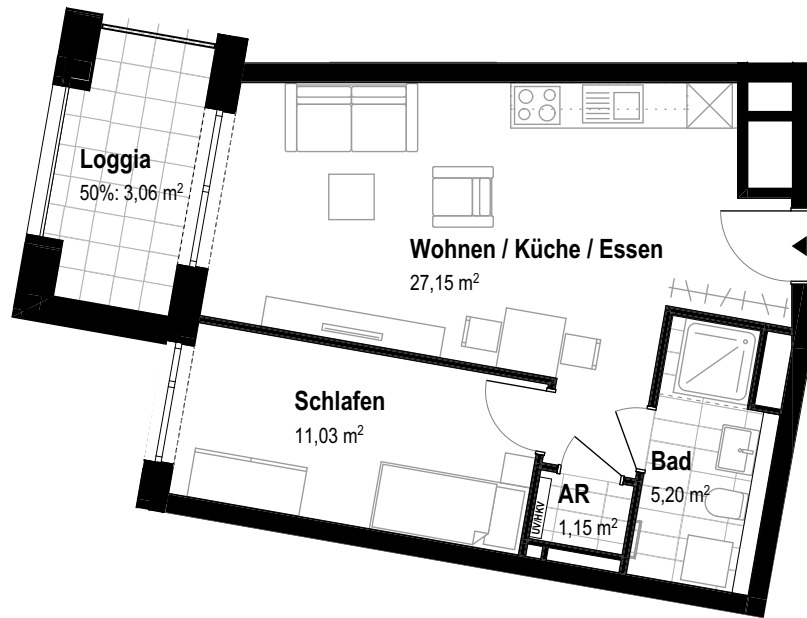 Loggia
50%: 3,06 m²
Wohnen / Küche / Essen
27,15 m²
Schlafen
11,03 m²
Bad
5,20 m²
AR
1,15 m²
UV/HKV